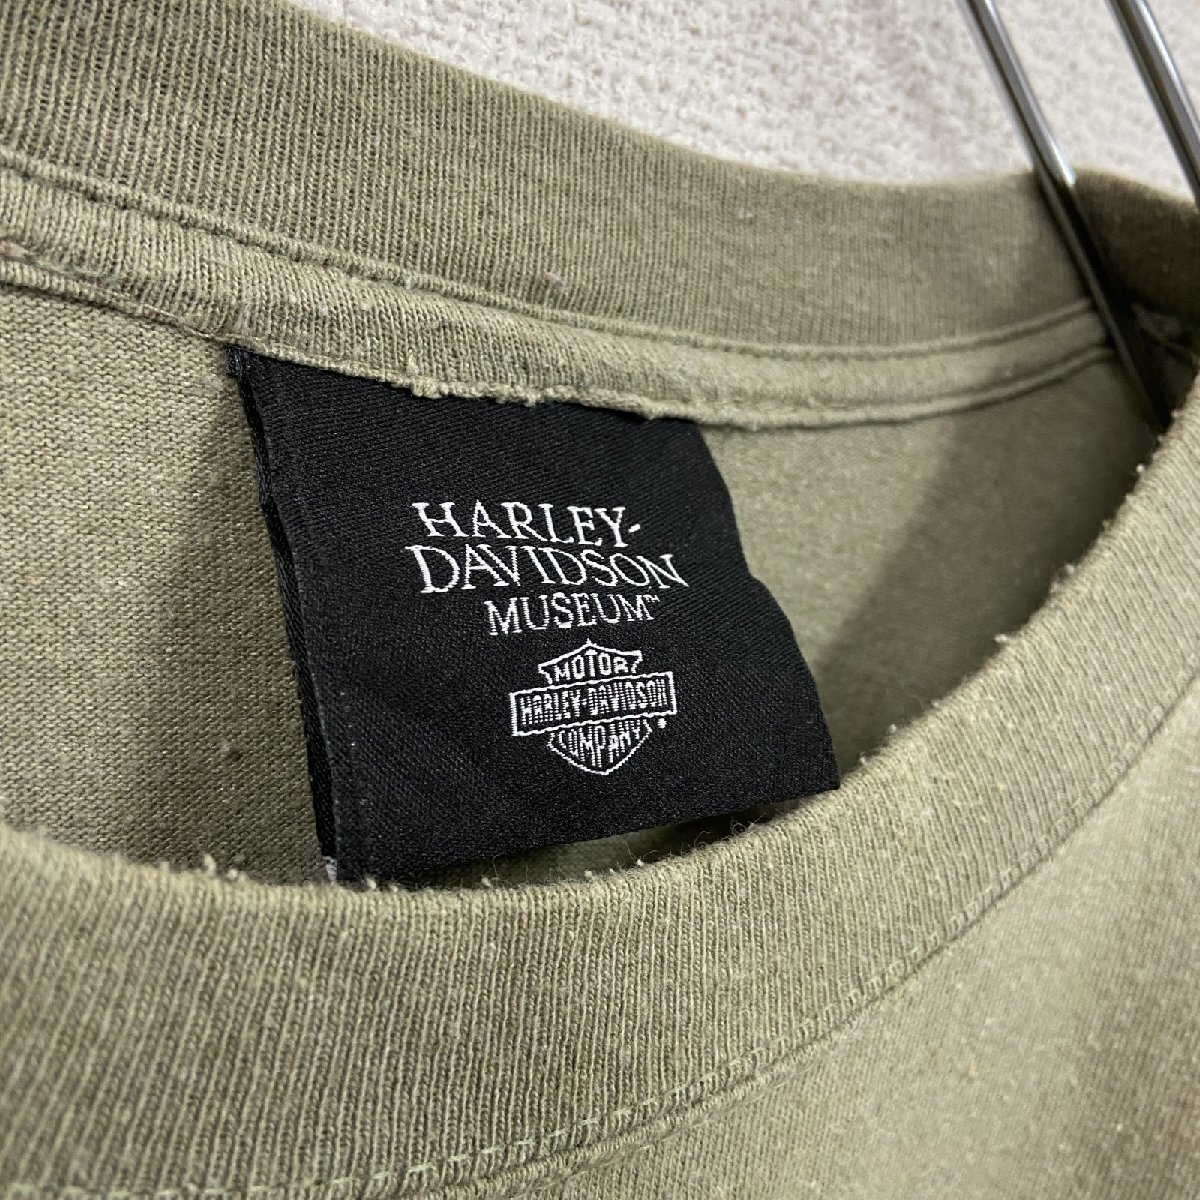 HARLEY-
DAVIDSON
MUSEUM™
MOTOR
HARLEY-DAVIDSON
COMPANY